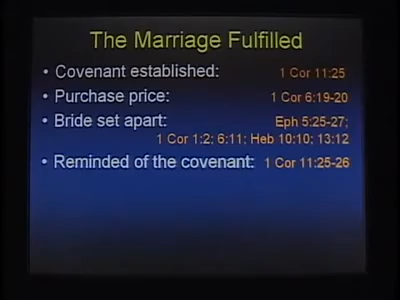 The Marriage Fulfilled
• Covenant established: 1 Cor 11:25
• Purchase price: 1 Cor 6:19-20
• Bride set apart: Eph 5:25-27;
1 Cor 1:2; 6:11; Heb 10:10; 13:12
• Reminded of the covenant: 1 Cor 11:25-26